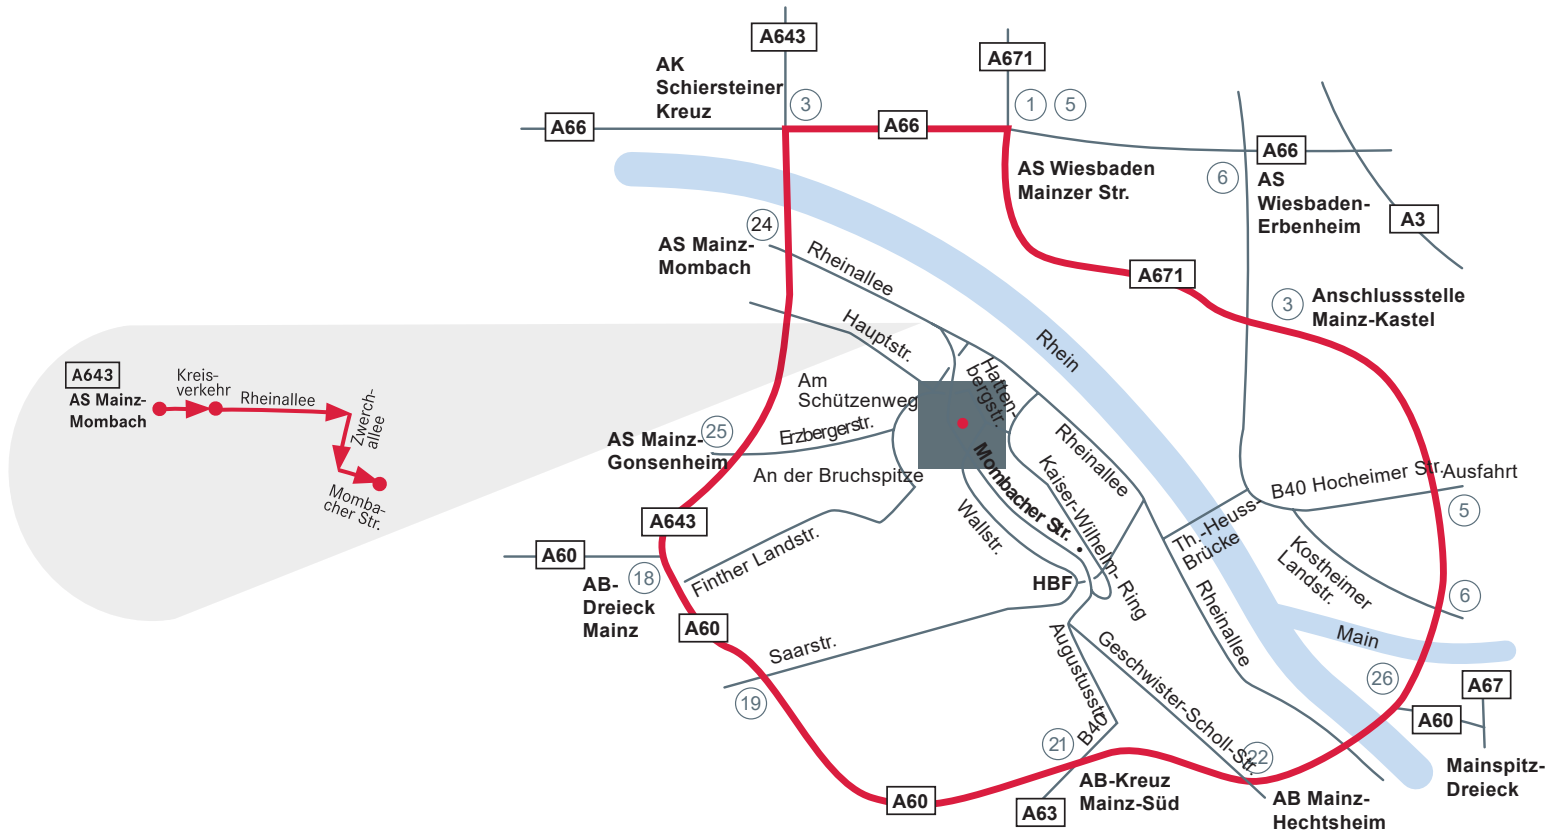 A643
A671
AK
Schiersteiner
Kreuz
3
1
5
A66
A66
A66
AS Wiesbaden
Mainzer Str.
6
AS
Wiesbaden-
Erbenheim
A3
24
AS Mainz-
Mombach
Rheinallee
A671
3
Anschlussstelle
Mainz-Kastel
Hauptstr.
Rhein
A643
AS Mainz-
Mombach
Kreis-
verkehr
Rheinallee
Zwerch-
allee
Momba-
cher Str.
Am
Schützenweg
Hatten-
bergstr.
25
AS Mainz-
Gonsenheim
Erzbergerstr.
An der Bruchspitze
Mombacher Str.
Kaiser-Wilhelm-Ring
Rheinallee
Wallstr.
B40 Hocheimer Str.
Ausfahrt
5
Th.-Heuss-
Brücke
A643
A60
18
AB-
Dreieck
Mainz
Finther Landstr.
HBF
Kostheimer
Landstr.
6
A60
Saarstr.
Rheinallee
Main
Augustusstr.
Geschwister-Scholl-Str.
26
A67
A60
19
21
B40
22
Mainspitz-
Dreieck
A60
A63
AB-Kreuz
Mainz-Süd
AB Mainz-
Hechtsheim